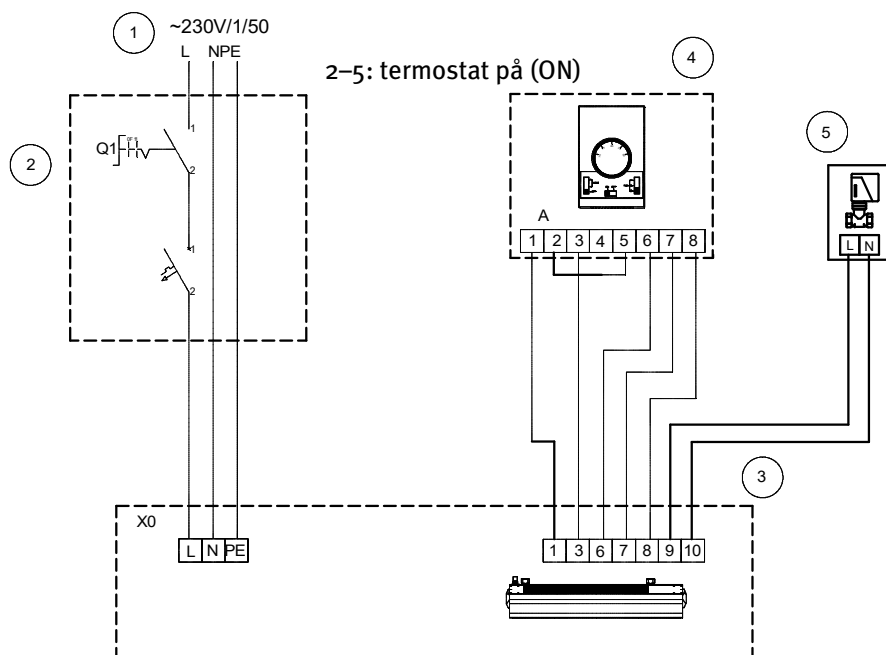 1
~230V/1/50
L NPE
2–5: termostat på (ON)
4
5
2
Q1
1
2
1
2
A
1 2 3 4 5 6 7 8
L N
3
X0
L N PE
1 3 6 7 8 9 10